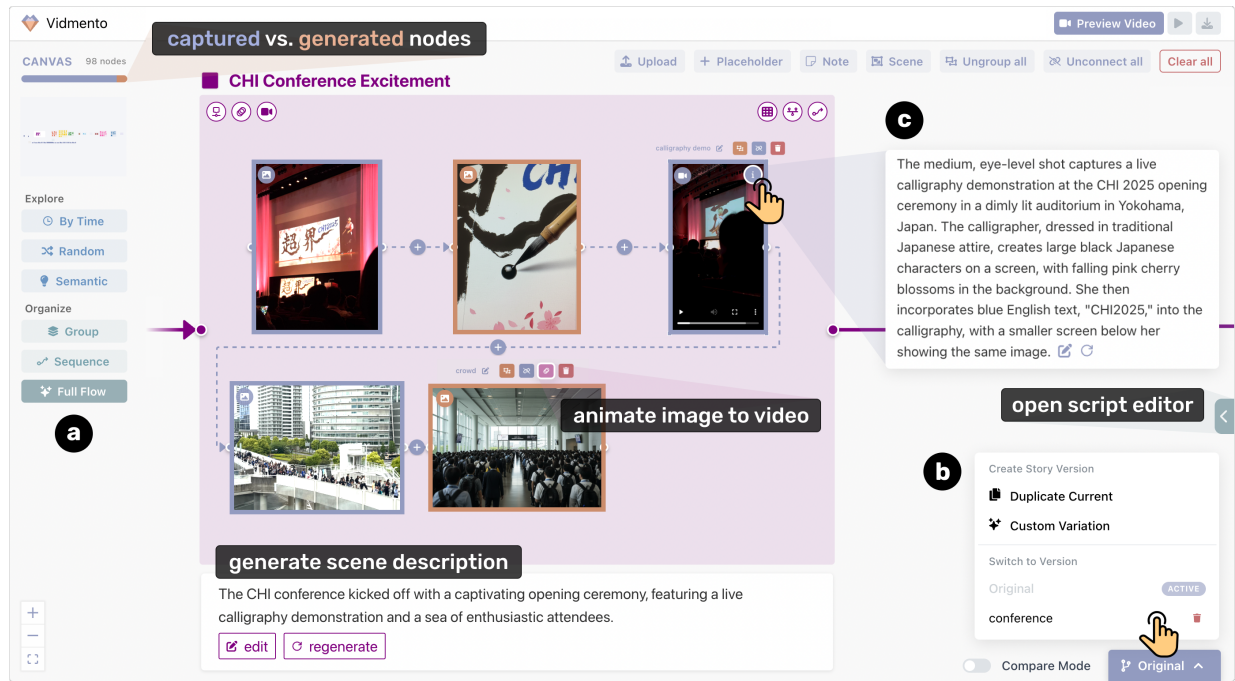 Vidmento
Preview Video
captured vs. generated nodes
CANVAS 98 nodes
Upload
Placeholder
Note
Scene
Ungroup all
Unconnect all
Clear all
CHI Conference Excitement
Explore
By Time
Random
Semantic
Organize
Group
Sequence
Full Flow
a
calligraphy demo
超界
CHI2025
CH
crowd
animate image to video
generate scene description
The CHI conference kicked off with a captivating opening ceremony, featuring a live
calligraphy demonstration and a sea of enthusiastic attendees.
edit
regenerate
c
The medium, eye-level shot captures a live
calligraphy demonstration at the CHI 2025 opening
ceremony in a dimly lit auditorium in Yokohama,
Japan. The calligrapher, dressed in traditional
Japanese attire, creates large black Japanese
characters on a screen, with falling pink cherry
blossoms in the background. She then
incorporates blue English text, "CHI2025," into the
calligraphy, with a smaller screen below her
showing the same image.
open script editor
b
Create Story Version
Duplicate Current
Custom Variation
Switch to Version
Original ACTIVE
conference
Compare Mode
Original